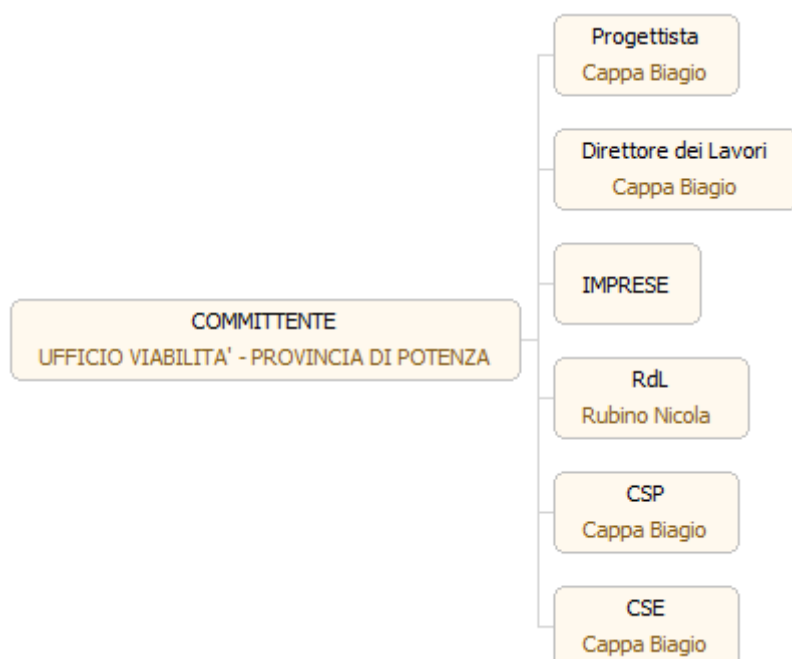 Progettista
Cappa Biagio
Direttore dei Lavori
Cappa Biagio
IMPRESE
COMMITTENTE
UFFICIO VIABILITA' - PROVINCIA DI POTENZA
RdL
Rubino Nicola
CSP
Cappa Biagio
CSE
Cappa Biagio